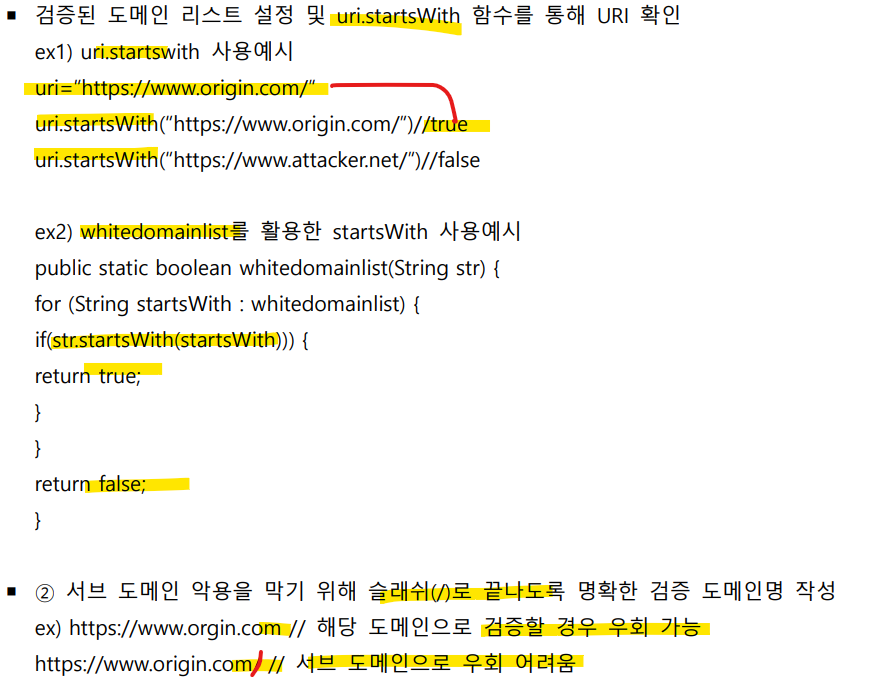 ▪ 검증된 도메인 리스트 설정 및 uri.startsWith 함수를 통해 URI 확인
ex1) uri.startswith 사용예시
uri="https://www.origin.com/"
uri.startsWith("https://www.origin.com/")//true
uri.startsWith("https://www.attacker.net/")//false
ex2) whitedomainlist를 활용한 startsWith 사용예시
public static boolean whitedomainlist(String str) {
for (String startsWith : whitedomainlist) {
if(str.startsWith(startsWith))) {
return true;
}
}
return false;
}
▪ ② 서브 도메인 악용을 막기 위해 슬래쉬(/)로 끝나도록 명확한 검증 도메인명 작성
ex) https://www.orgin.com // 해당 도메인으로 검증할 경우 우회 가능
https://www.origin.com/ // 서브 도메인으로 우회 어려움